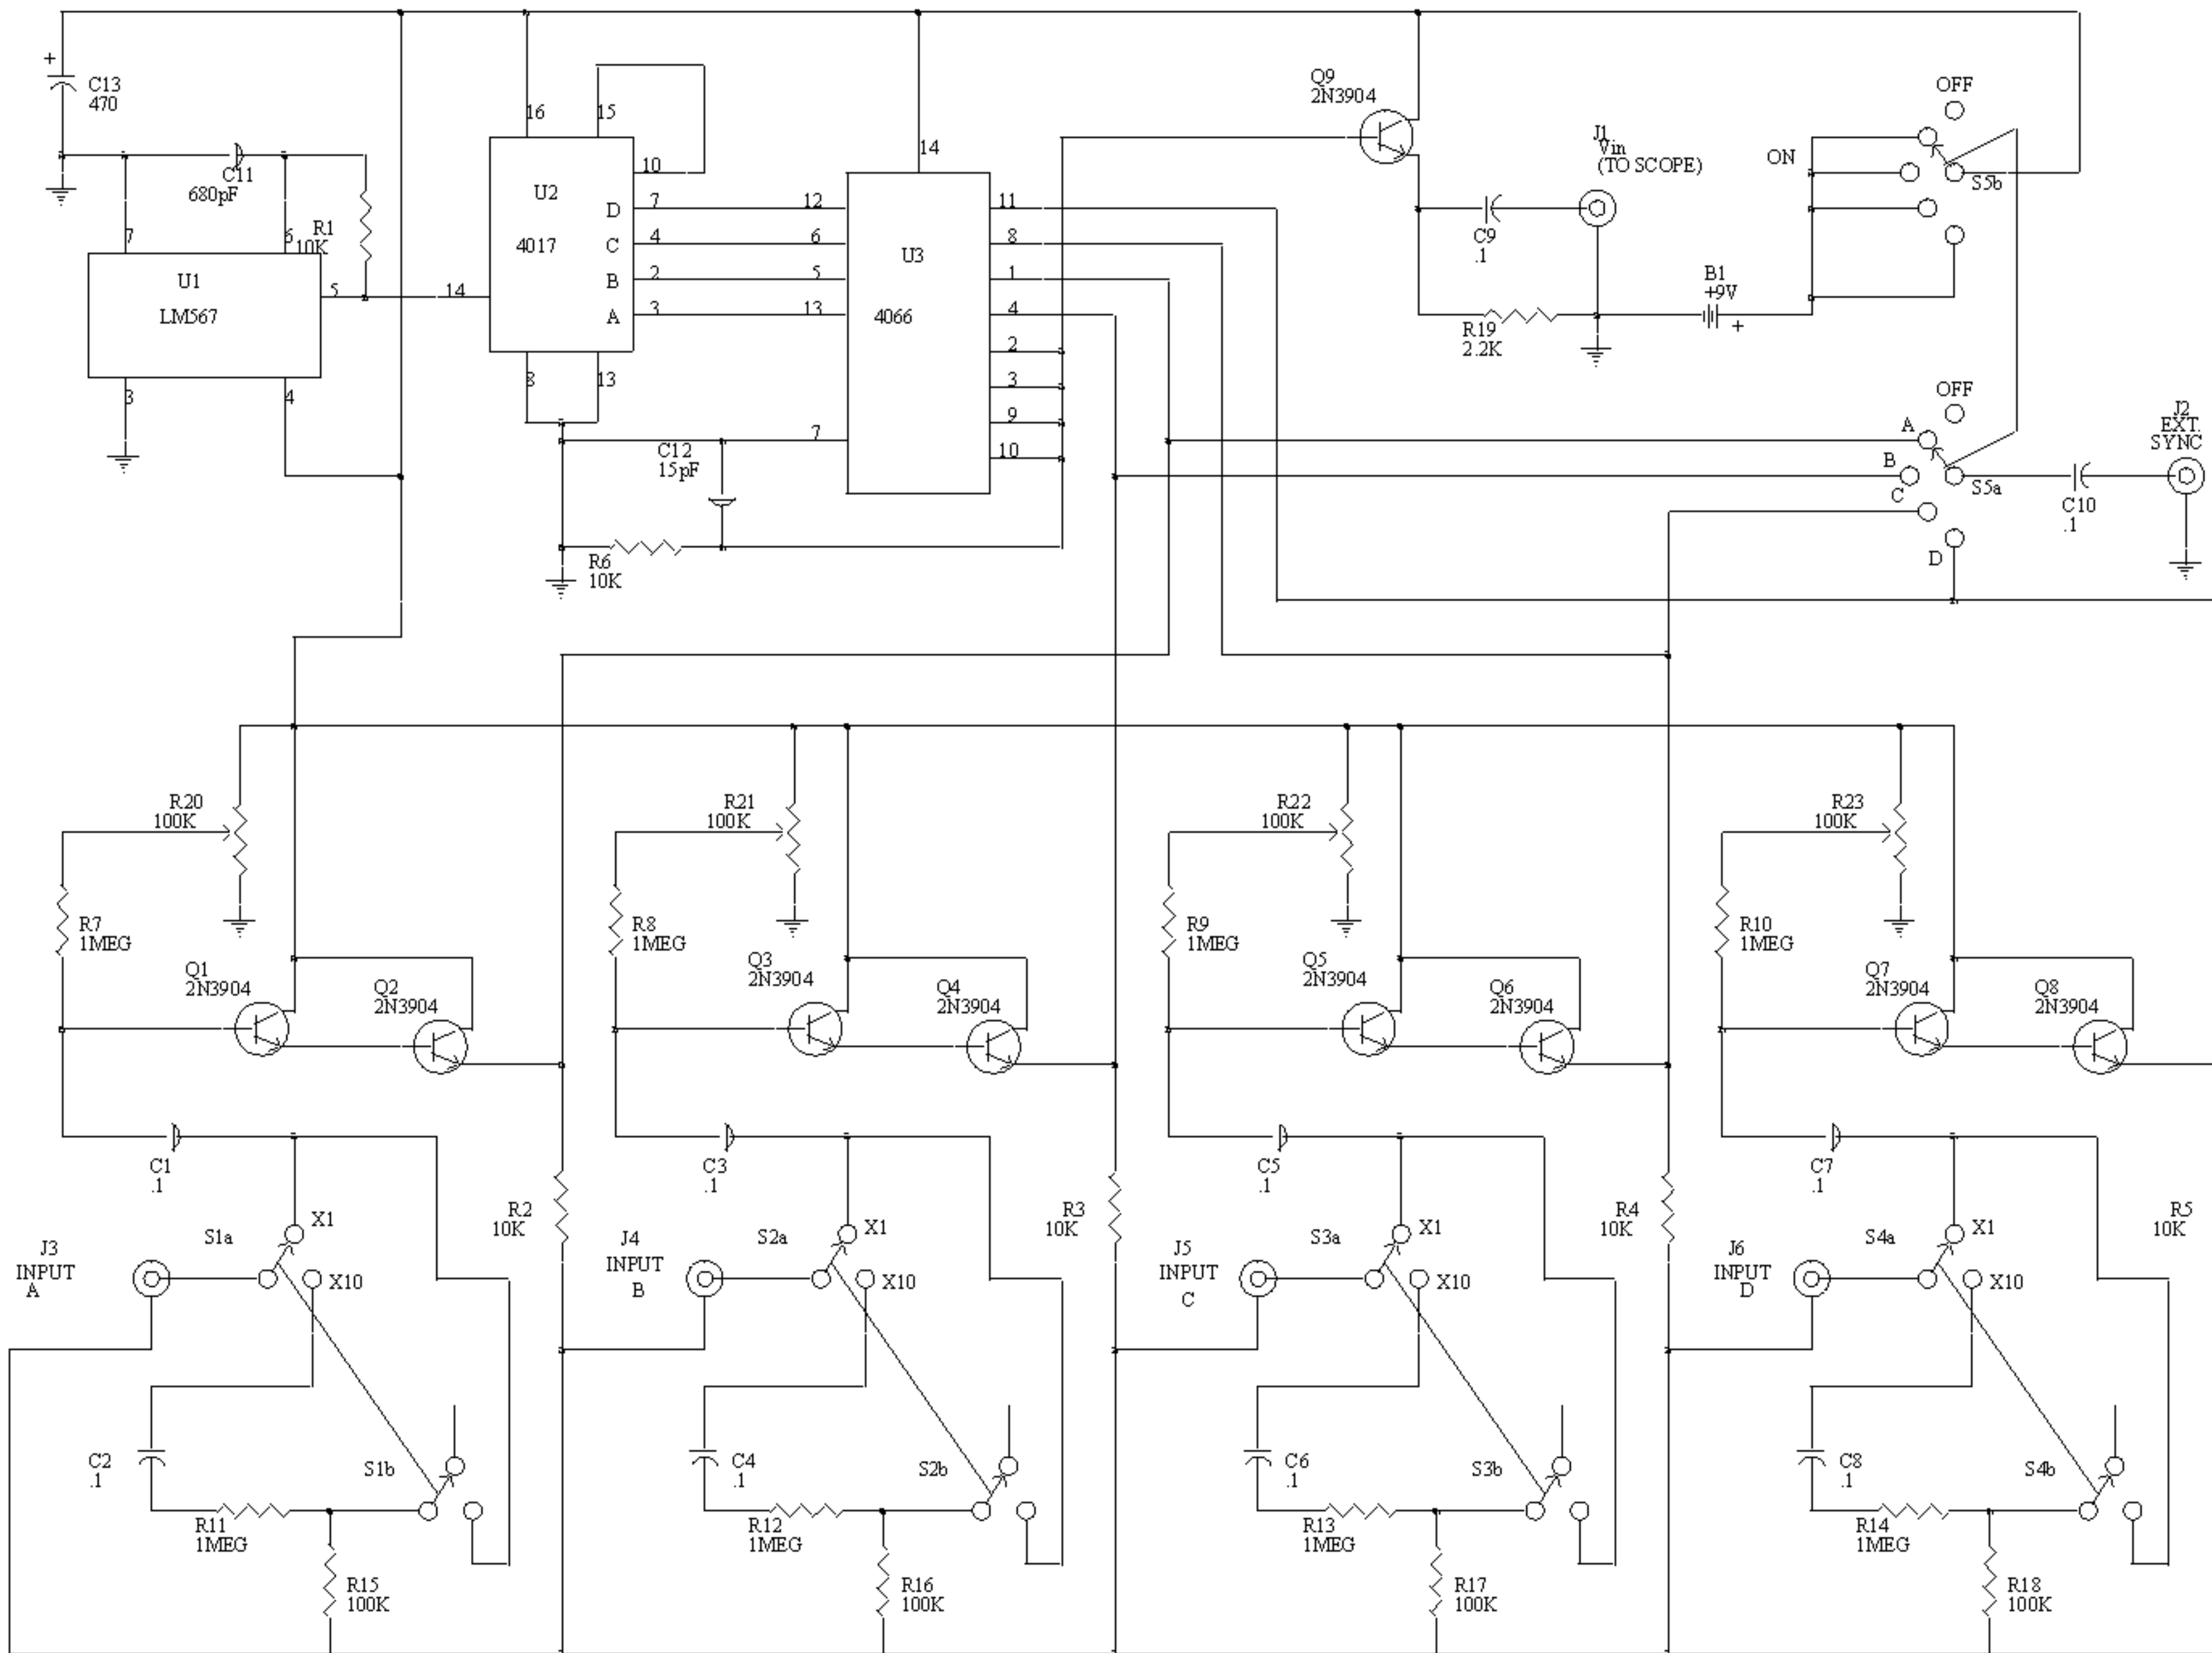 +
C13
470
C11
680pF
R1
10K
7
6
U1
LM567
5
3
4
16
15
14
10
U2
4017
D
7
C
4
B
2
A
3
8
13
14
12
6
5
13
U3
4066
11
8
1
4
2
3
9
10
7
C12
15pF
R6
10K
Q9
2N3904
J1
Vin
(TO SCOPE)
C9
.1
R19
2.2K
B1
+9V
+
ON
OFF
S5b
OFF
A
B
C
D
S5a
C10
.1
J2
EXT.
SYNC
R20
100K
R21
100K
R22
100K
R23
100K
R7
1MEG
R8
1MEG
R9
1MEG
R10
1MEG
Q1
2N3904
Q2
2N3904
Q3
2N3904
Q4
2N3904
Q5
2N3904
Q6
2N3904
Q7
2N3904
Q8
2N3904
C1
.1
C3
.1
C5
.1
C7
.1
R2
10K
R3
10K
R4
10K
R5
10K
J3
INPUT
A
S1a
X1
X10
J4
INPUT
B
S2a
X1
X10
J5
INPUT
C
S3a
X1
X10
J6
INPUT
D
S4a
X1
X10
C2
.1
S1b
C4
.1
S2b
C6
.1
S3b
C8
.1
S4b
R11
1MEG
R12
1MEG
R13
1MEG
R14
1MEG
R15
100K
R16
100K
R17
100K
R18
100K